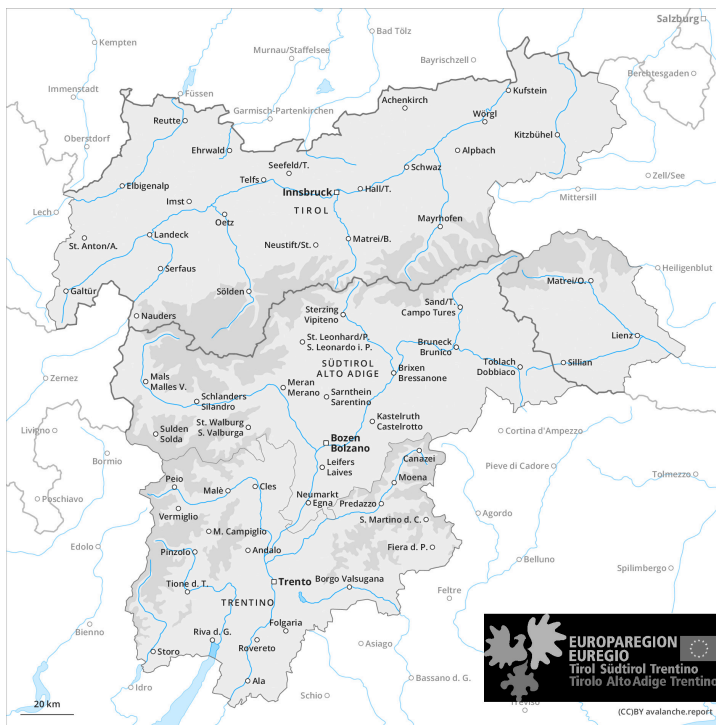 Salzburg
Kempten
Bad Tölz
Murnau/Staffelsee
Bayrischzell
Berchtesgaden
Immenstadt
Füssen
Garmisch-Partenkirchen
Achenkirch
Kufstein
Reutte
Wörgl
Oberstdorf
Ehrwald
Kitzbühel
Alpbach
Seefeld/T.
Schwaz
Zell/See
Elbigenalp
Telfs
Innsbruck
Hall/T.
Mittersill
Imst
TIROL
Lech
Oetz
Mayrhofen
Landeck
St. Anton/A.
Neustift/St.
Matrei/B.
Serfaus
Heiligenblut
Galtür
Sölden
Matrei/O.
Nauders
Sterzing
Vipiteno
Sand/T.
Campo Tures
St. Leonhard/P.
S. Leonardo i. P.
Bruneck
Brunico
Lienz
SÜDTIROL
ALTO ADIGE
Toblach
Dobbiaco
Sillian
Zernez
Mals
Malles V.
Meran
Merano
Brixen
Bressanone
Schlanders
Silandro
Sarnthein
Sarentino
St. Walburg
S. Valburga
Kastelruth
Castelrotto
Livigno
Sulden
Solda
Cortina d'Ampezzo
Bozen
Bolzano
Bormio
Canazei
Pieve di Cadore
Leifers
Laives
Tolmezzo
Peio
Moena
Malè
Cles
Poschiavo
Neumarkt
Egna
Predazzo
Vermiglio
Agordo
S. Martino d. C.
M. Campiglio
Edolo
Pinzolo
Andalo
Fiera d. P.
Belluno
Spilimbergo
Trento
Borgo Valsugana
Tione d. T.
Feltre
TRENTINO
Bienno
Folgaria
Riva d. G.
Rovereto
Asiago
Storo
Idro
Ala
Schio
Bassano d. G.
Treviso
EUROPAREGION
EUREGIO
Tirol Südtirol Trentino
Tirolo Alto Adige Trentino
20 km
(CC)BY avalanche.report